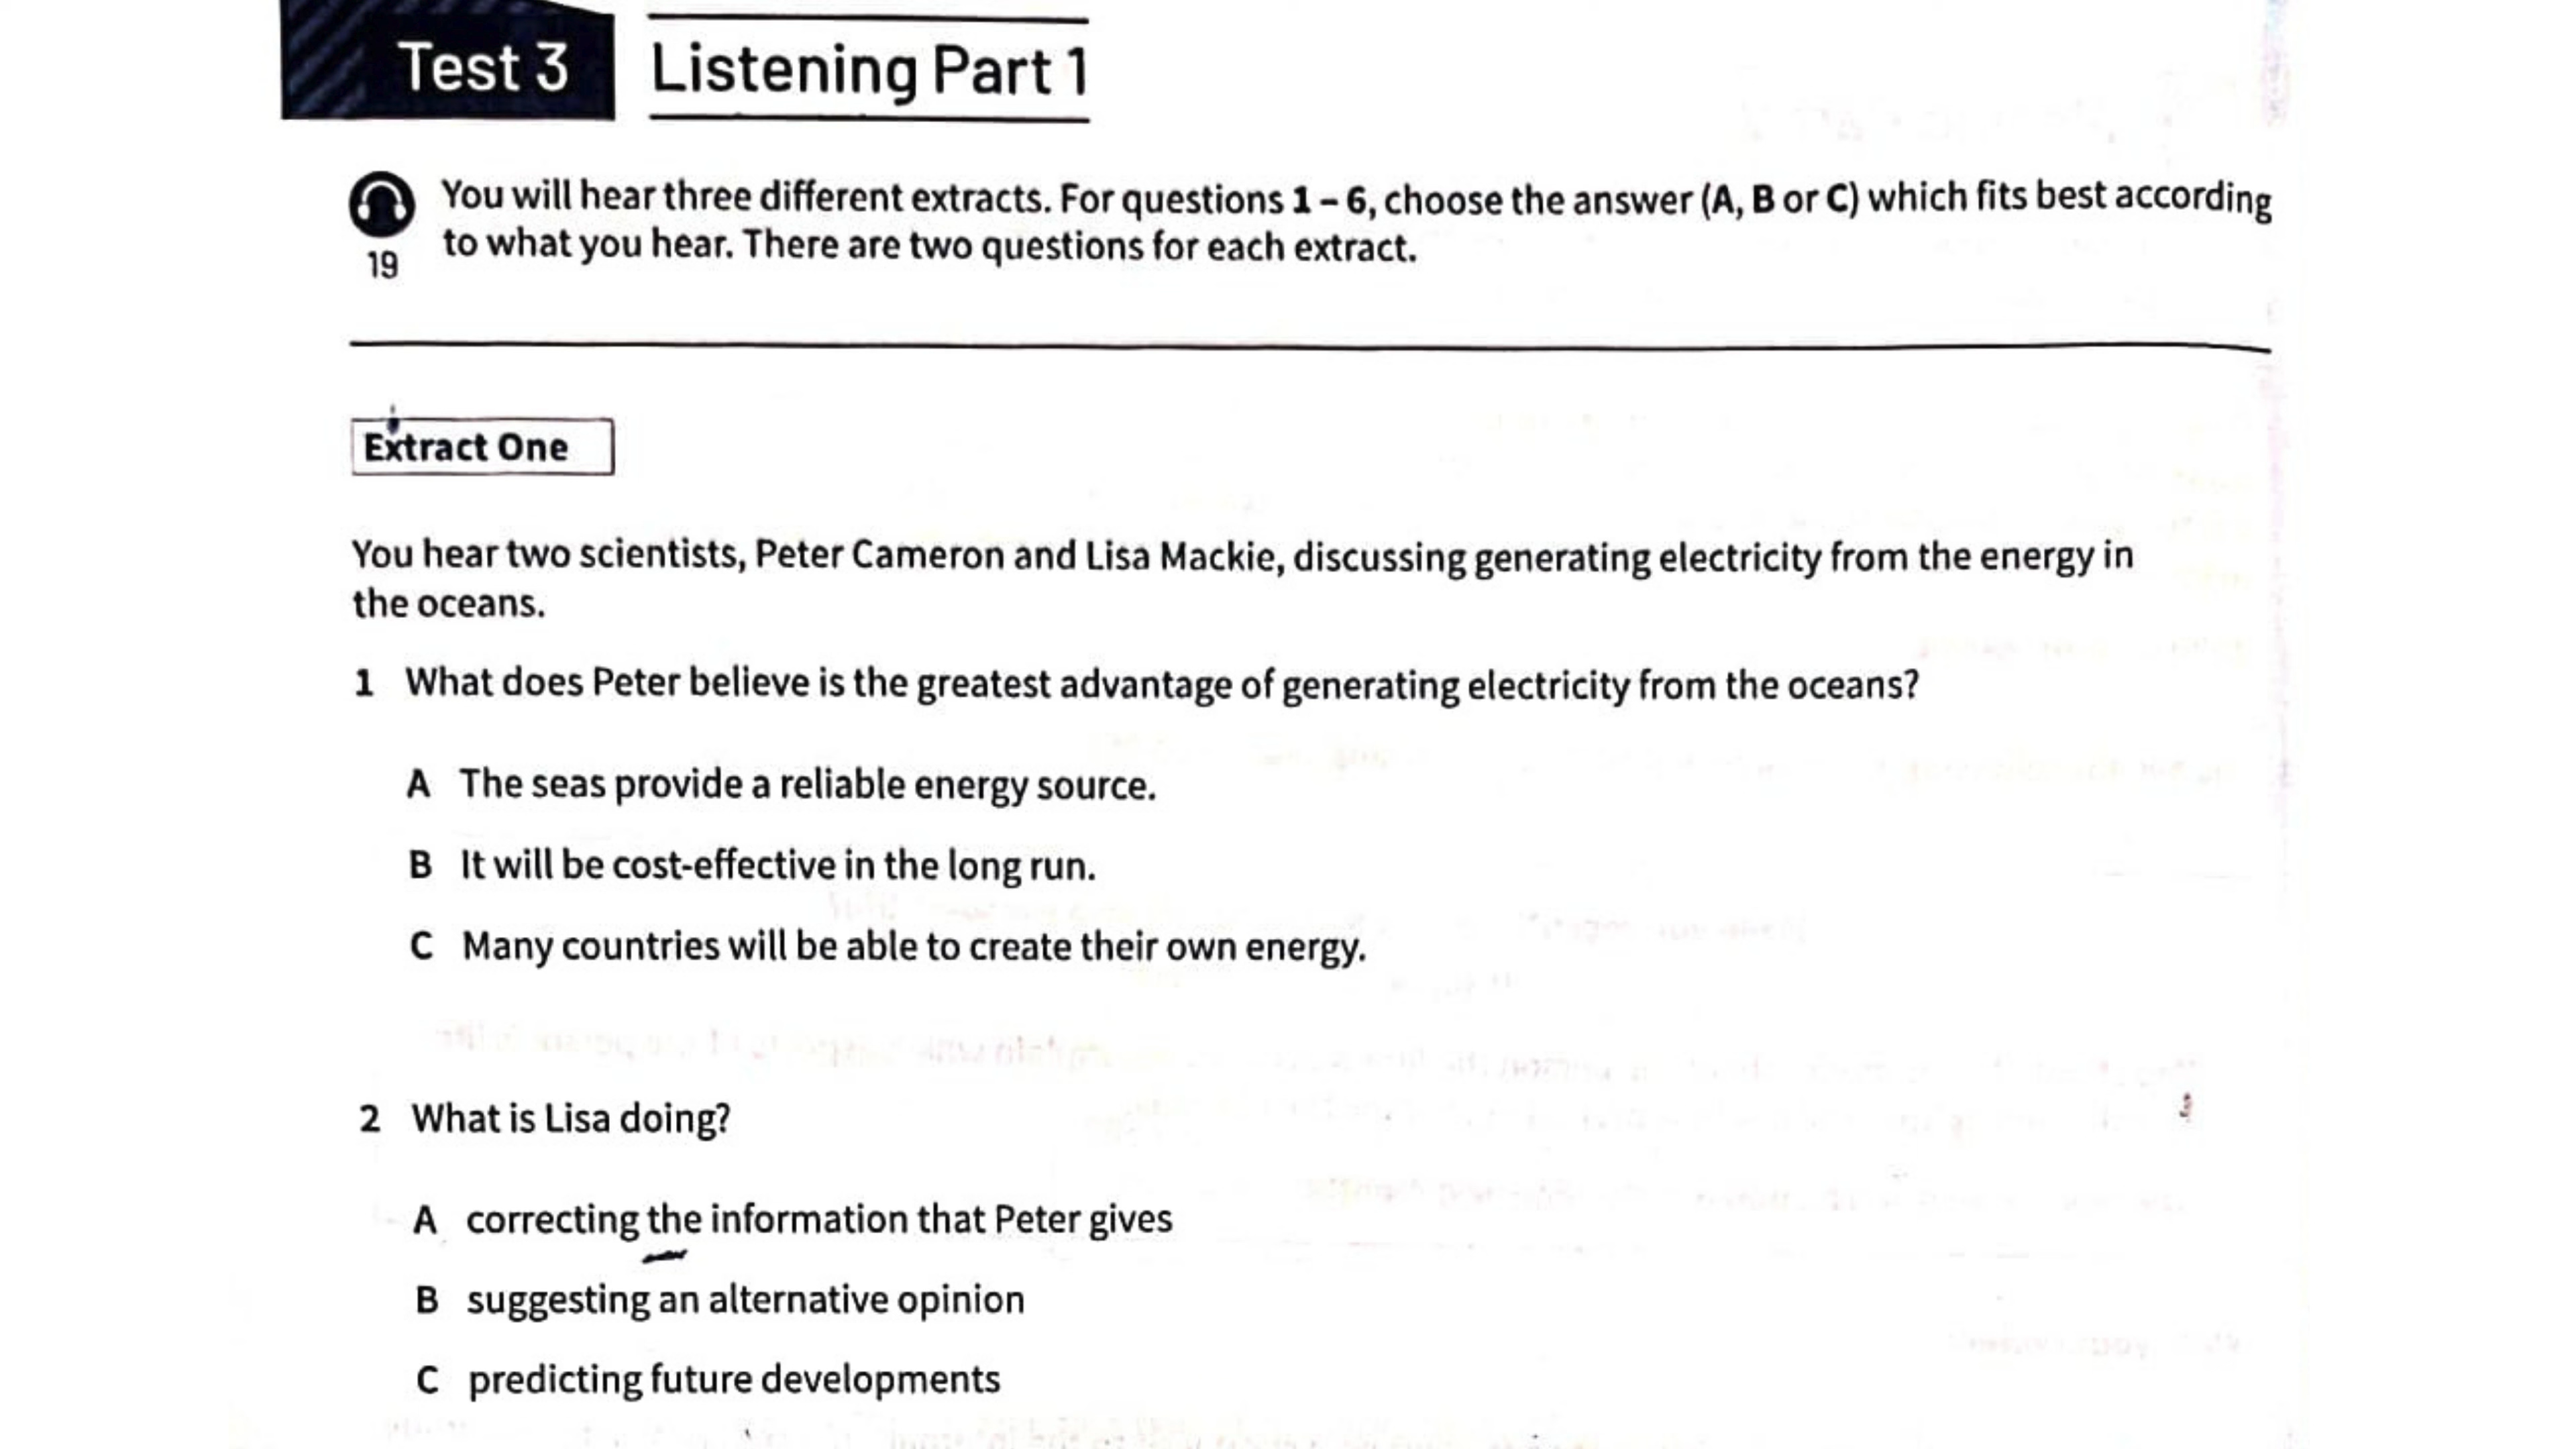 Test 3
Listening Part 1
You will hear three different extracts. For questions 1 – 6, choose the answer (A, B or C) which fits best according
to what you hear. There are two questions for each extract.
19
Extract One
You hear two scientists, Peter Cameron and Lisa Mackie, discussing generating electricity from the energy in
the oceans.
1 What does Peter believe is the greatest advantage of generating electricity from the oceans?
A The seas provide a reliable energy source.
B It will be cost-effective in the long run.
C Many countries will be able to create their own energy.
2 What is Lisa doing?
A correcting the information that Peter gives
B suggesting an alternative opinion
C predicting future developments